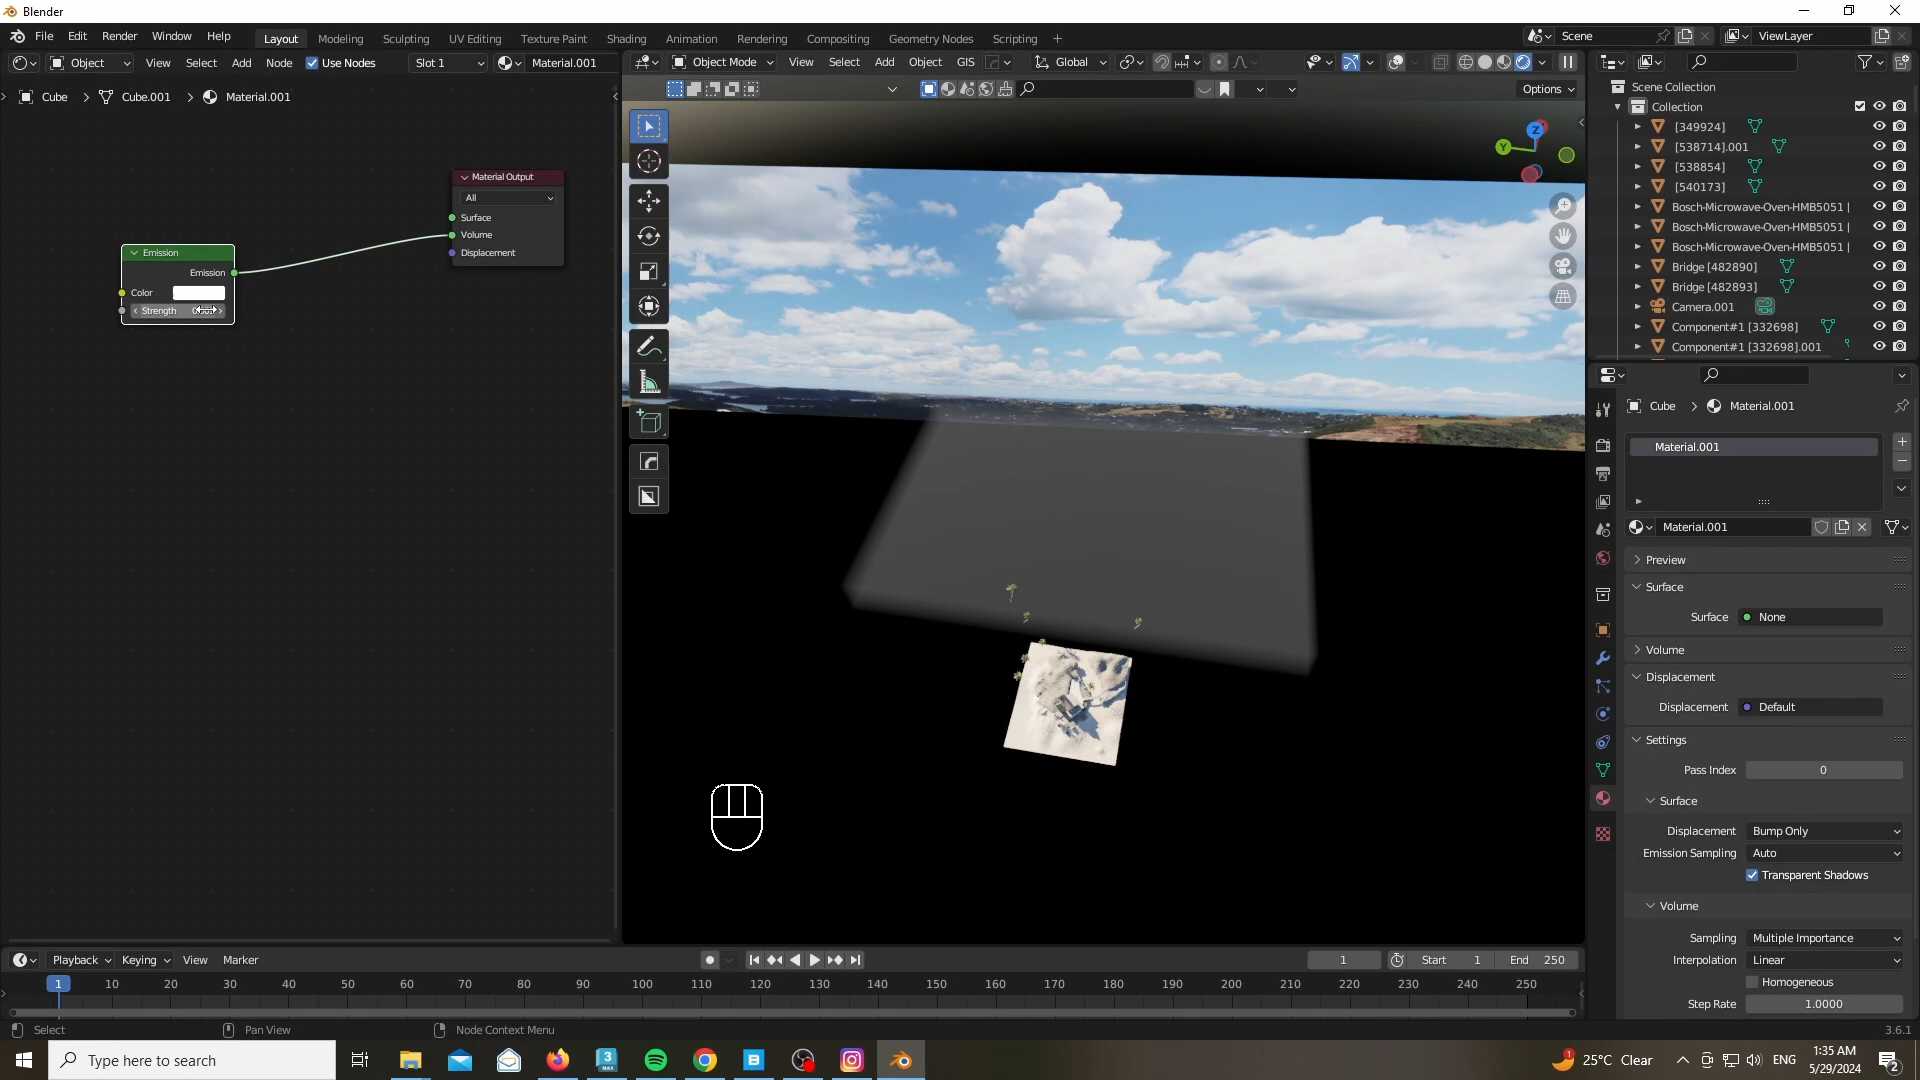 Blender
File Edit Render Window Help
Layout Modeling Sculpting UV Editing Texture Paint Shading Animation Rendering Compositing Geometry Nodes Scripting
Scene ViewLayer
Object View Select Add Node Use Nodes Slot 1 Material.001
Object Mode View Select Add Object GIS Global
Options
Cube Cube.001 Material.001
Material Output
All
Surface
Volume
Displacement
Emission
Emission
Color
Strength
Z
Y
Scene Collection
Collection
[349924]
[538714].001
[538854]
[540173]
Bosch-Microwave-Oven-HMB5051 |
Bosch-Microwave-Oven-HMB5051 |
Bosch-Microwave-Oven-HMB5051 |
Bridge [482890]
Bridge [482893]
Camera.001
Component#1 [332698]
Component#1 [332698].001
Cube Material.001
Material.001
Material.001
Preview
Surface
Surface None
Volume
Displacement
Displacement Default
Settings
Pass Index 0
Surface
Displacement Bump Only
Emission Sampling Auto
Transparent Shadows
Volume
Sampling Multiple Importance
Interpolation Linear
Homogeneous
Step Rate 1.0000
Playback Keying View Marker
1 Start 1 End 250
1 10 20 30 40 50 60 70 80 90 100 110 120 130 140 150 160 170 180 190 200 210 220 230 240 250
Select Pan View Node Context Menu 3.6.1
Type here to search
3
MAX
B
1
25°C Clear
ENG
1:35 AM
5/29/2024
2